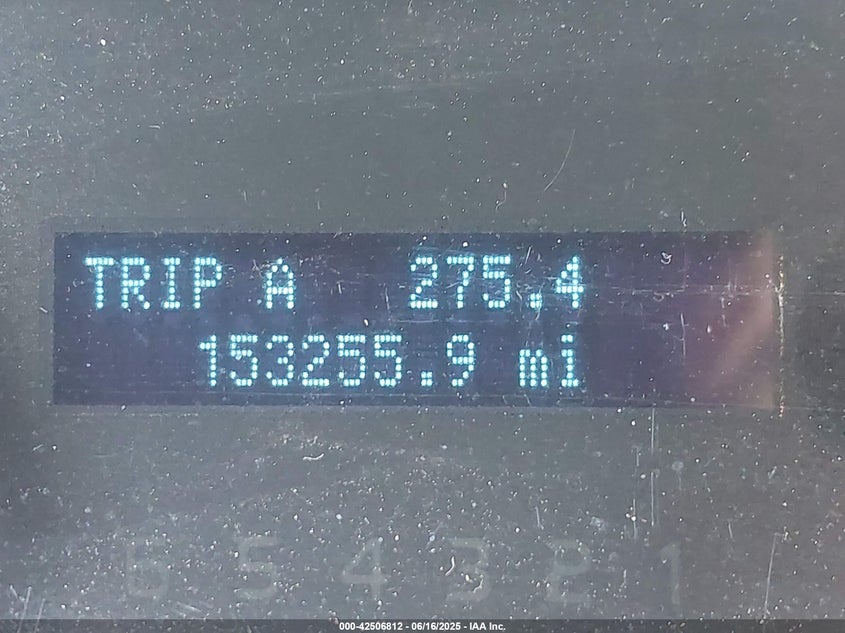 TRIP A 275.4
153255.9 mi
6 5 4 3 2 1
000-42506812 - 06/16/2025 - IAA Inc.